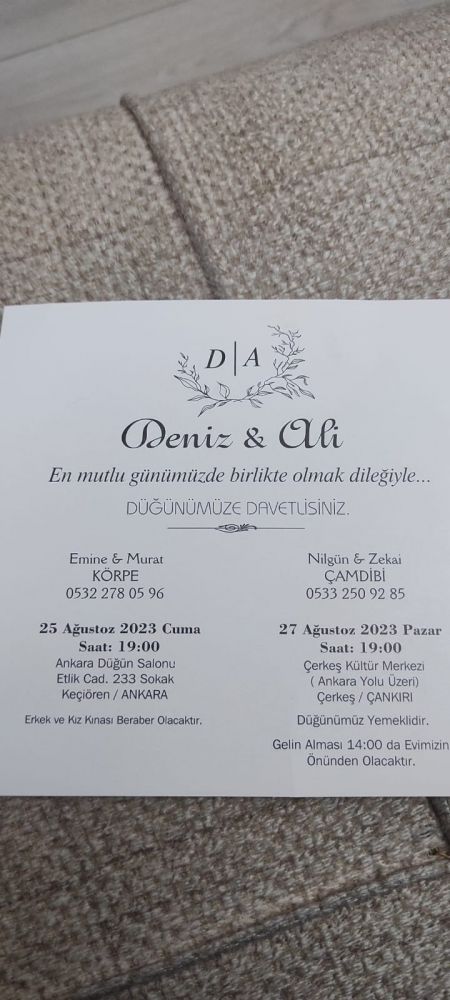 D | A
Deniz & Ali
En mutlu günümüzde birlikte olmak dileğiyle...
DÜĞÜNÜMÜZE DAVETLİSİNİZ.
Emine & Murat
KÖRPE
0532 278 05 96
25 Ağustoz 2023 Cuma
Saat: 19:00
Ankara Düğün Salonu
Etlik Cad. 233 Sokak
Keçiören / ANKARA
Erkek ve Kız Kınası Beraber Olacaktır.
Nilgün & Zekai
ÇAMDİBİ
0533 250 92 85
27 Ağustoz 2023 Pazar
Saat: 19:00
Çerkeş Kültür Merkezi
( Ankara Yolu Üzeri)
Çerkeş / ÇANKIRI
Düğünümüz Yemeklidir.
Gelin Alması 14:00 da Evimizin
Önünden Olacaktır.